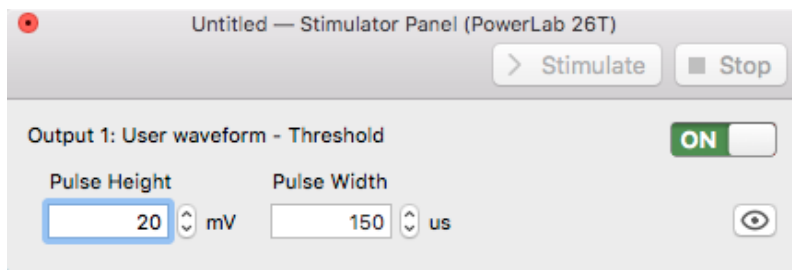 Untitled — Stimulator Panel (PowerLab 26T)
Stimulate Stop
Output 1: User waveform - Threshold ON
Pulse Height Pulse Width
20 mV 150 us